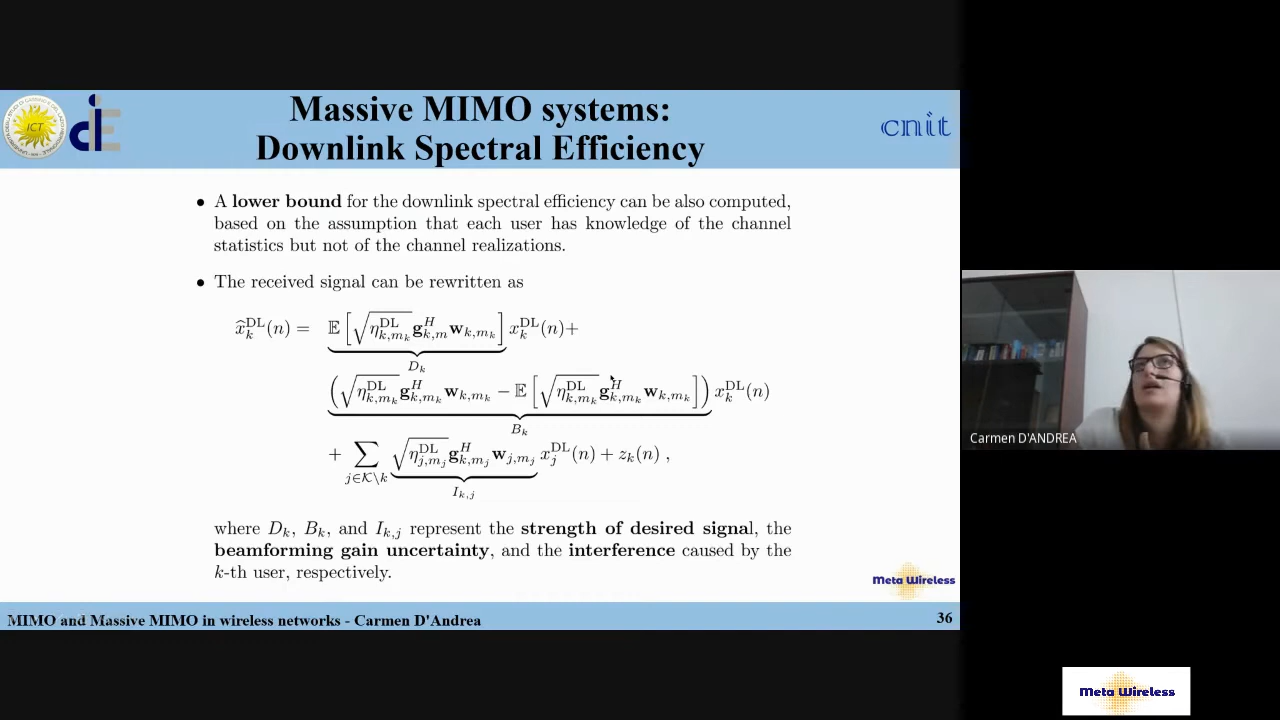 Massive MIMO systems:
Downlink Spectral Efficiency
ICT
diE
cnit
• A lower bound for the downlink spectral efficiency can be also computed,
based on the assumption that each user has knowledge of the channel
statistics but not of the channel realizations.
• The received signal can be rewritten as
x̂_k^DL(n) = 𝔼[√(η_{k,m_k}^DL) g_{k,m}^H w_{k,m_k}] x_k^DL(n)+
D_k
(√(η_{k,m_k}^DL) g_{k,m_k}^H w_{k,m_k} − 𝔼[√(η_{k,m_k}^DL) g_{k,m_k}^H w_{k,m_k}]) x_k^DL(n)
B_k
+ ∑_{j∈𝒦\k} √(η_{j,m_j}^DL) g_{k,m_j}^H w_{j,m_j} x_j^DL(n) + z_k(n) ,
I_{k,j}
where D_k, B_k, and I_{k,j} represent the strength of desired signal, the
beamforming gain uncertainty, and the interference caused by the
k-th user, respectively.
Meta Wireless
MIMO and Massive MIMO in wireless networks - Carmen D'Andrea
36
Carmen D'ANDREA
Meta Wireless